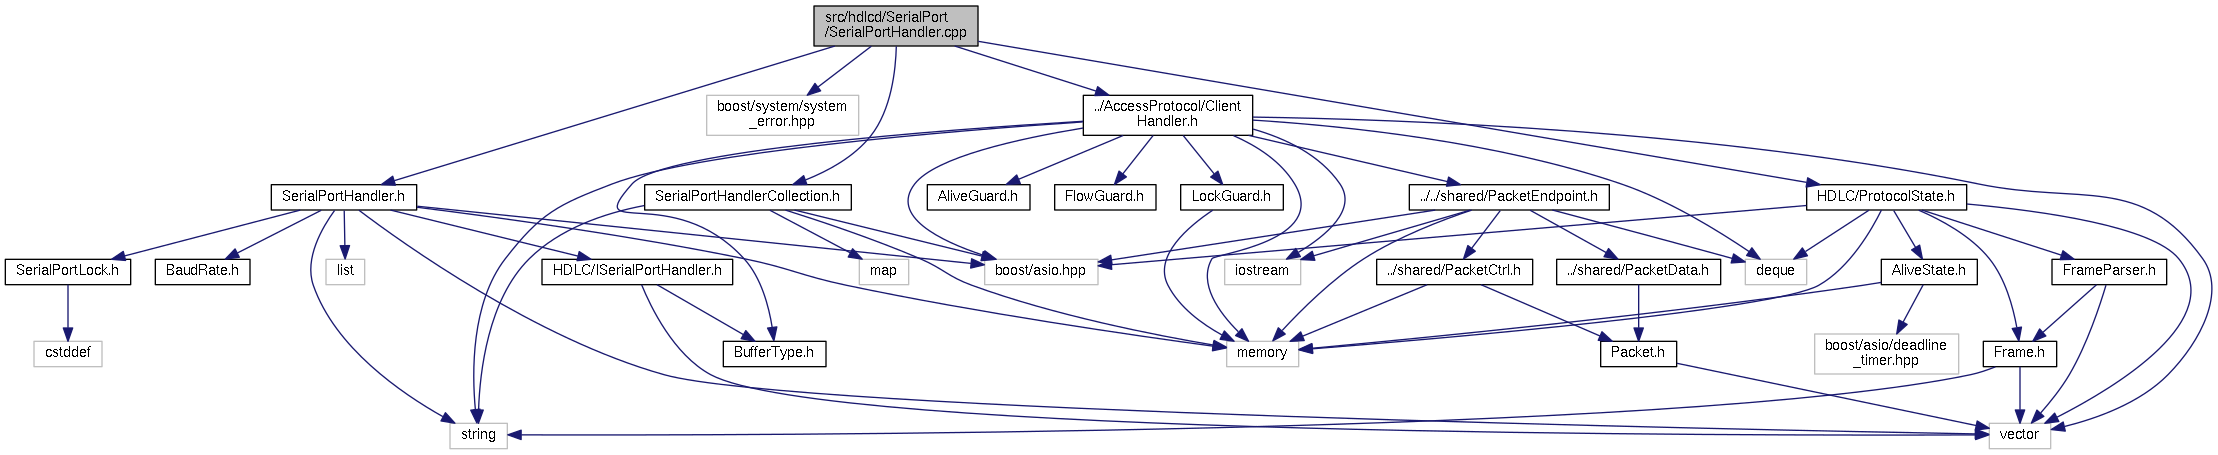 src/hdlcd/SerialPort
/SerialPortHandler.cpp
boost/system/system
_error.hpp
../AccessProtocol/Client
Handler.h
SerialPortHandler.h
SerialPortHandlerCollection.h
AliveGuard.h
FlowGuard.h
LockGuard.h
../../shared/PacketEndpoint.h
HDLC/ProtocolState.h
SerialPortLock.h
BaudRate.h
list
HDLC/ISerialPortHandler.h
map
boost/asio.hpp
iostream
../shared/PacketCtrl.h
../shared/PacketData.h
deque
AliveState.h
FrameParser.h
cstddef
BufferType.h
memory
Packet.h
boost/asio/deadline
_timer.hpp
Frame.h
string
vector